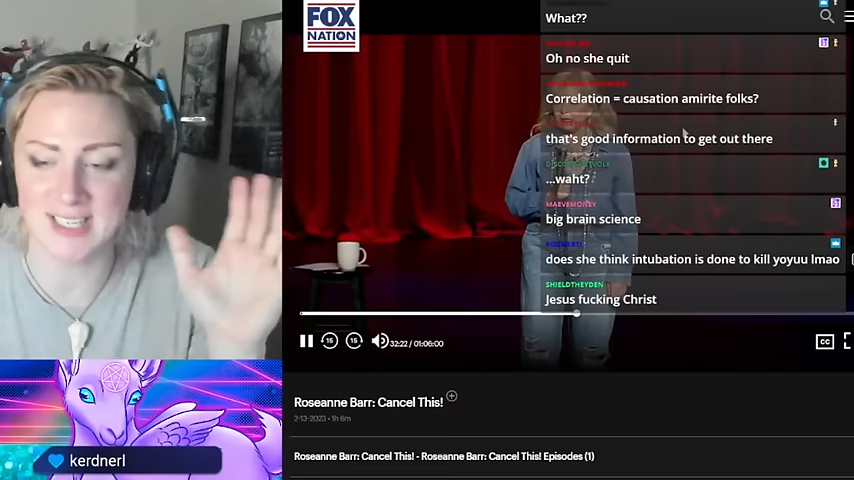 FOX
NATION
What??
Oh no she quit
Correlation = causation amirite folks?
that's good information to get out there
...waht?
MAEVEMONEY
big brain science
does she think intubation is done to kill yoyuu lmao
SHIELDTHEYDEN
Jesus fucking Christ
15
15
32:22 / 01:06:00
CC
Roseanne Barr: Cancel This!
2-13-2023 • 1h 6m
Roseanne Barr: Cancel This! - Roseanne Barr: Cancel This! Episodes (1)
kerdnerl